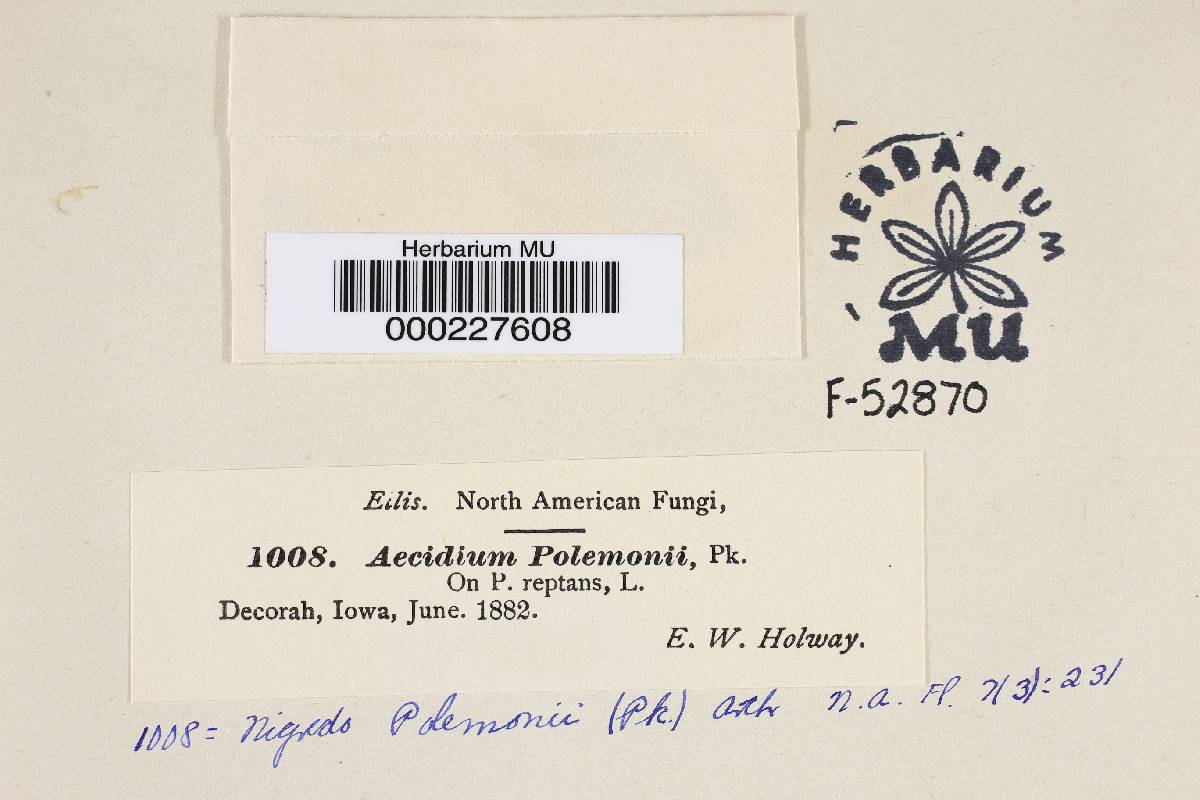 Herbarium MU
000227608
HERBARIUM
MU
F-52870
Ellis. North American Fungi,
1008. Aecidium Polemonii, Pk.
On P. reptans, L.
Decorah, Iowa, June. 1882.
E. W. Holway.
1008 = Nigredo Polemonii (Pk.) Arth N.A. Fl. 7(3):231